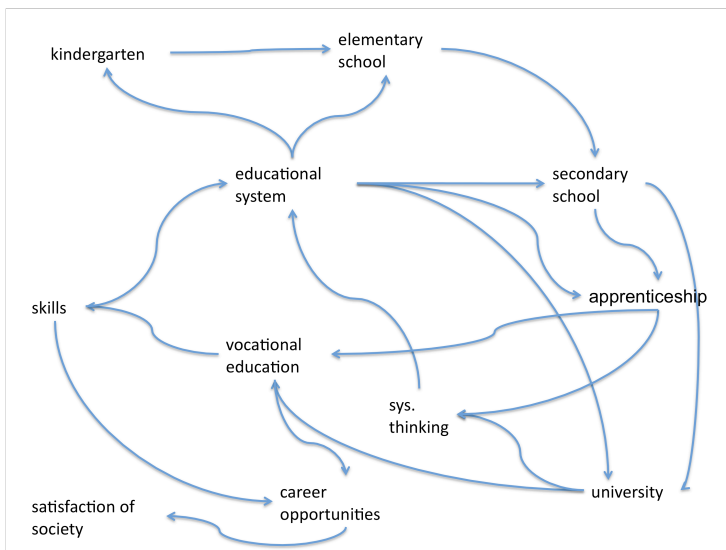 kindergarten
elementary
school
educational
system
secondary
school
apprenticeship
skills
vocational
education
sys.
thinking
career
opportunities
university
satisfaction of
society